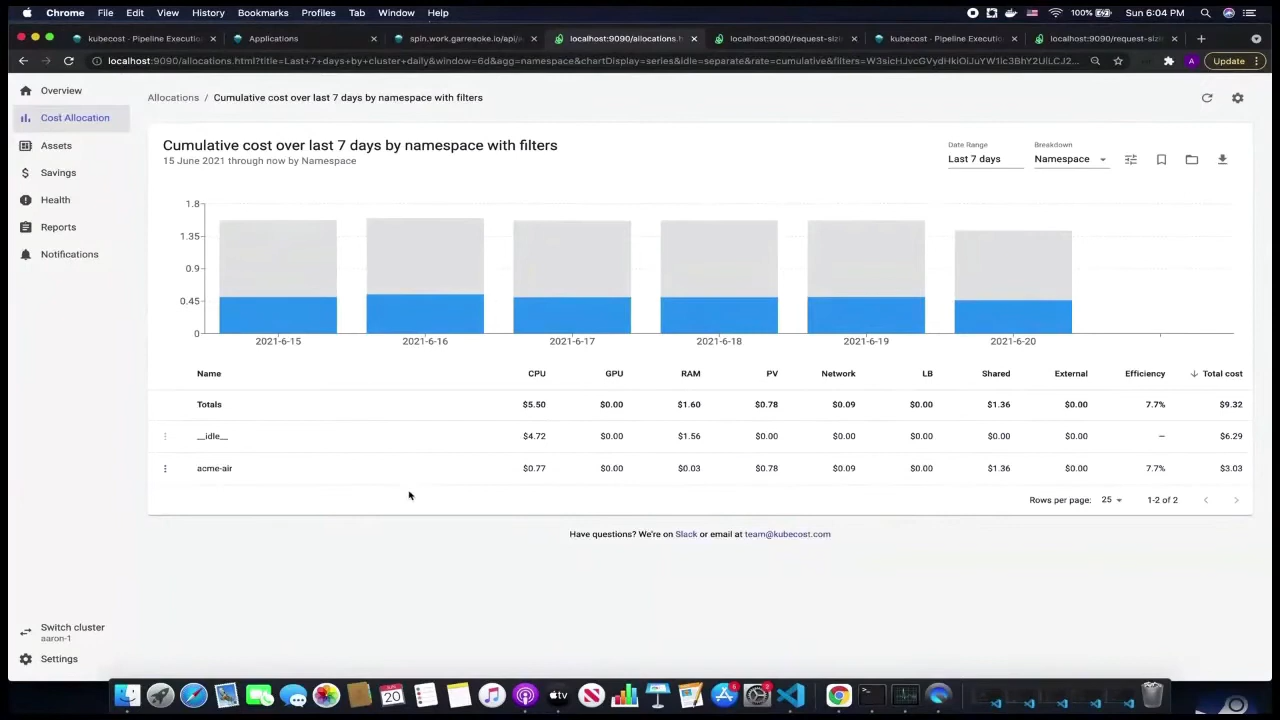 Chrome File Edit View History Bookmarks Profiles Tab Window Help 100% Sun 6:04 PM
kubecost - Pipeline Executio Applications spin.work.garreeoke.io/api/ localhost:9090/allocations.h localhost:9090/request-size kubecost - Pipeline Execution localhost:9090/request-size
localhost:9090/allocations.html?title=Last+7+days+by+cluster+daily&window=6d&agg=namespace&chartDisplay=series&idle=separate&rate=cumulative&filters=W3sicHJvcGVydHkiOiJuYW1lc3BhY2UiLCJ2... A Update
Overview
Cost Allocation
Assets
Savings
Health
Reports
Notifications
Switch cluster
aaron-1
Settings
Allocations / Cumulative cost over last 7 days by namespace with filters
Cumulative cost over last 7 days by namespace with filters
15 June 2021 through now by Namespace
Date Range
Last 7 days
Breakdown
Namespace
1.8
1.35
0.9
0.45
0
2021-6-15 2021-6-16 2021-6-17 2021-6-18 2021-6-19 2021-6-20
Name CPU GPU RAM PV Network LB Shared External Efficiency Total cost
Totals $5.50 $0.00 $1.60 $0.78 $0.09 $0.00 $1.36 $0.00 7.7% $9.32
__idle__ $4.72 $0.00 $1.56 $0.00 $0.00 $0.00 $0.00 $0.00 – $6.29
acme-air $0.77 $0.00 $0.03 $0.78 $0.09 $0.00 $1.36 $0.00 7.7% $3.03
Rows per page: 25 1-2 of 2
Have questions? We're on Slack or email at team@kubecost.com
20
tv